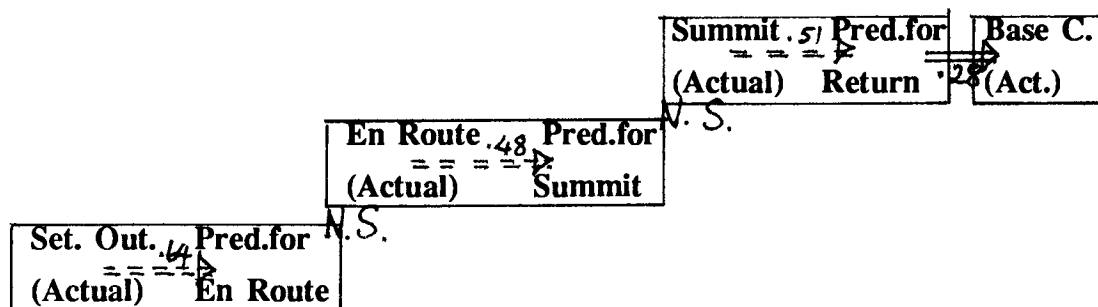 Summit .51 Pred.for Base C.
(Actual) Return .28 (Act.)
N.S.
En Route .48 Pred.for
(Actual) Summit
N.S.
Set. Out. .64 Pred.for
(Actual) En Route